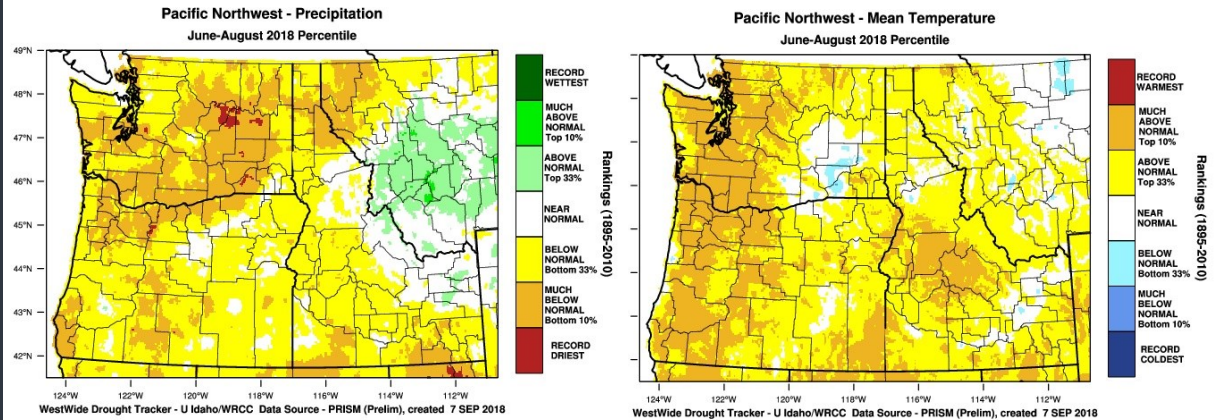 Pacific Northwest - Precipitation
June-August 2018 Percentile
49°N
48°N
47°N
46°N
45°N
44°N
43°N
42°N
124°W
122°W
120°W
118°W
116°W
114°W
112°W
RECORD
WETTEST
MUCH
ABOVE
NORMAL
Top 10%
ABOVE
NORMAL
Top 33%
NEAR
NORMAL
BELOW
NORMAL
Bottom 33%
MUCH
BELOW
NORMAL
Bottom 10%
RECORD
DRIEST
Rankings (1895-2010)
WestWide Drought Tracker - U Idaho/WRCC Data Source - PRISM (Prelim), created 7 SEP 2018
Pacific Northwest - Mean Temperature
June-August 2018 Percentile
124°W
122°W
120°W
118°W
116°W
114°W
112°W
RECORD
WARMEST
MUCH
ABOVE
NORMAL
Top 10%
ABOVE
NORMAL
Top 33%
NEAR
NORMAL
BELOW
NORMAL
Bottom 33%
MUCH
BELOW
NORMAL
Bottom 10%
RECORD
COLDEST
Rankings (1895-2010)
WestWide Drought Tracker - U Idaho/WRCC Data Source - PRISM (Prelim), created 7 SEP 2018